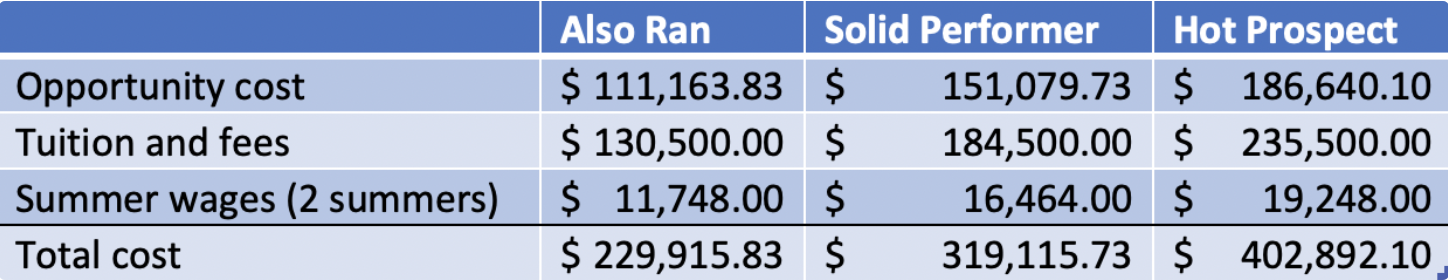 Also Ran Solid Performer Hot Prospect
Opportunity cost $ 111,163.83 $ 151,079.73 $ 186,640.10
Tuition and fees $ 130,500.00 $ 184,500.00 $ 235,500.00
Summer wages (2 summers) $ 11,748.00 $ 16,464.00 $ 19,248.00
Total cost $ 229,915.83 $ 319,115.73 $ 402,892.10